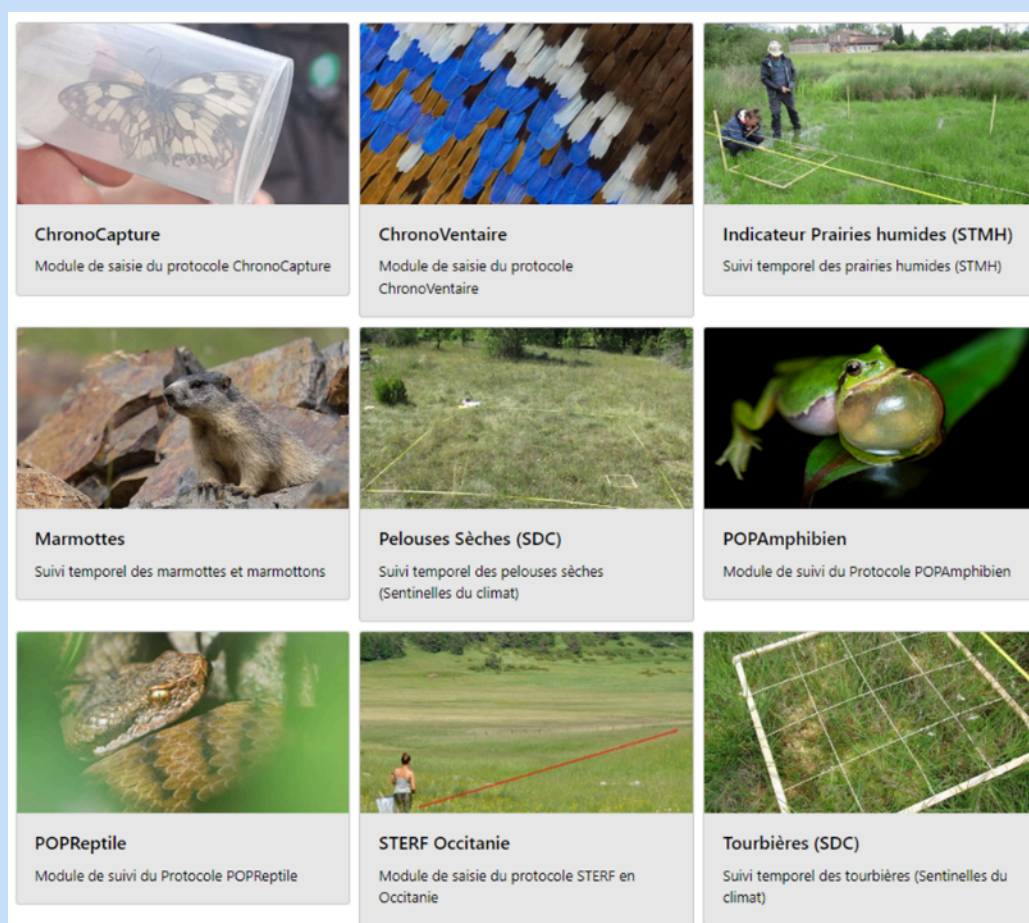 ChronoCapture
Module de saisie du protocole ChronoCapture
ChronoVentaire
Module de saisie du protocole
ChronoVentaire
Indicateur Prairies humides (STMH)
Suivi temporel des prairies humides (STMH)
Marmottes
Suivi temporel des marmottes et marmottons
Pelouses Sèches (SDC)
Suivi temporel des pelouses sèches
(Sentinelles du climat)
POPAmphibien
Module de suivi du Protocole POPAmphibien
POPReptile
Module de suivi du Protocole POPReptile
STERF Occitanie
Module de saisie du protocole STERF en
Occitanie
Tourbières (SDC)
Suivi temporel des tourbières (Sentinelles du
climat)